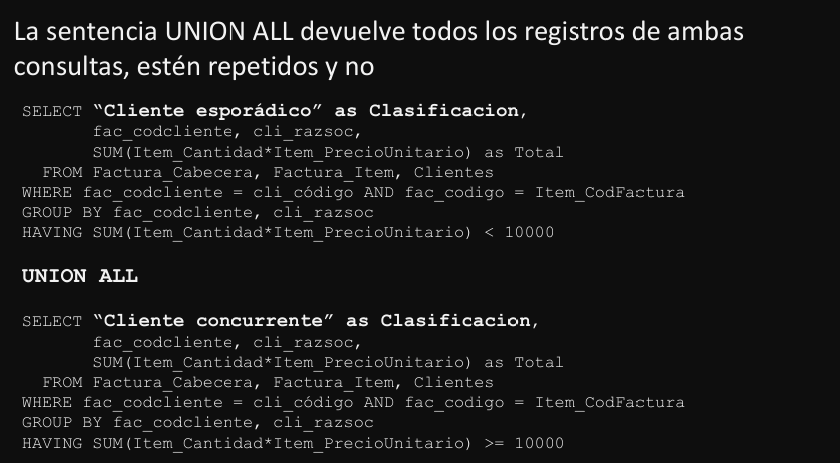 La sentencia UNION ALL devuelve todos los registros de ambas
consultas, estén repetidos y no
SELECT “Cliente esporádico” as Clasificacion,
fac_codcliente, cli_razsoc,
SUM(Item_Cantidad*Item_PrecioUnitario) as Total
FROM Factura_Cabecera, Factura_Item, Clientes
WHERE fac_codcliente = cli_código AND fac_codigo = Item_CodFactura
GROUP BY fac_codcliente, cli_razsoc
HAVING SUM(Item_Cantidad*Item_PrecioUnitario) < 10000
UNION ALL
SELECT “Cliente concurrente” as Clasificacion,
fac_codcliente, cli_razsoc,
SUM(Item_Cantidad*Item_PrecioUnitario) as Total
FROM Factura_Cabecera, Factura_Item, Clientes
WHERE fac_codcliente = cli_código AND fac_codigo = Item_CodFactura
GROUP BY fac_codcliente, cli_razsoc
HAVING SUM(Item_Cantidad*Item_PrecioUnitario) >= 10000